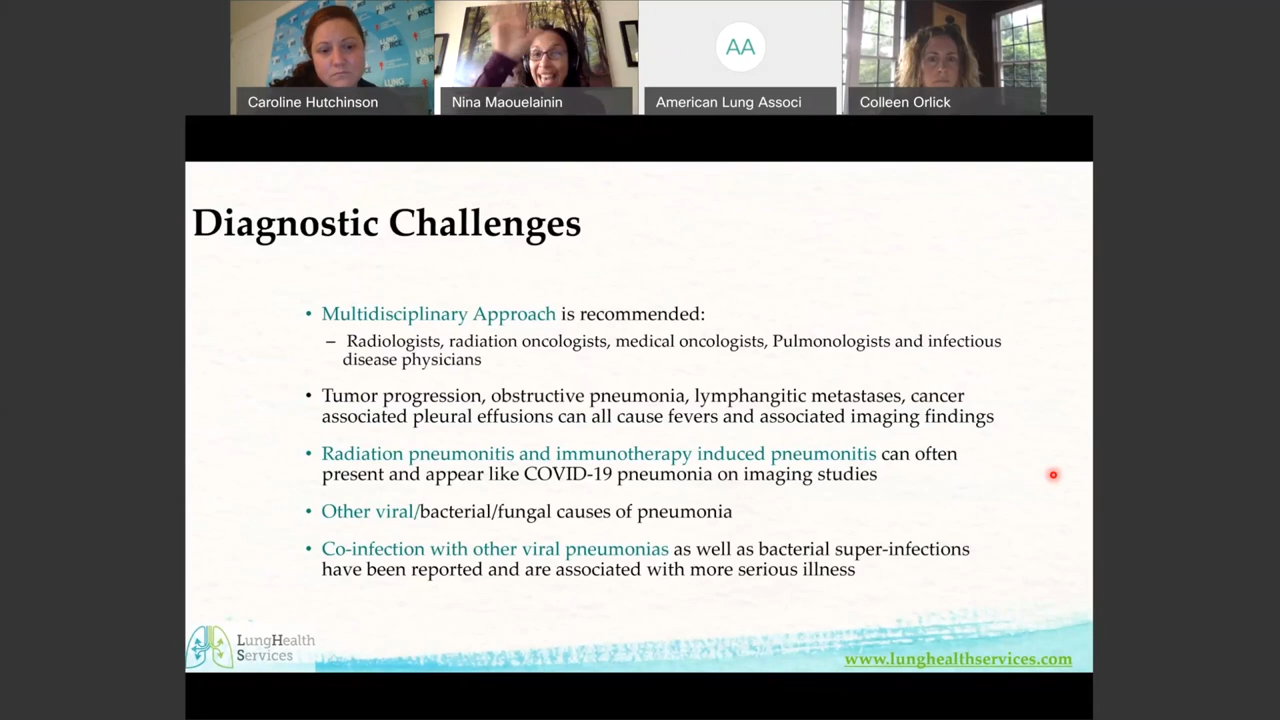 LUNG
FORCE
LUNG
Caroline Hutchinson
Nina Maouelainin
AA
American Lung Associ
Colleen Orlick
Diagnostic Challenges
• Multidisciplinary Approach is recommended:
– Radiologists, radiation oncologists, medical oncologists, Pulmonologists and infectious
disease physicians
• Tumor progression, obstructive pneumonia, lymphangitic metastases, cancer
associated pleural effusions can all cause fevers and associated imaging findings
• Radiation pneumonitis and immunotherapy induced pneumonitis can often
present and appear like COVID-19 pneumonia on imaging studies
• Other viral/bacterial/fungal causes of pneumonia
• Co-infection with other viral pneumonias as well as bacterial super-infections
have been reported and are associated with more serious illness
LungHealth
Services
www.lunghealthservices.com